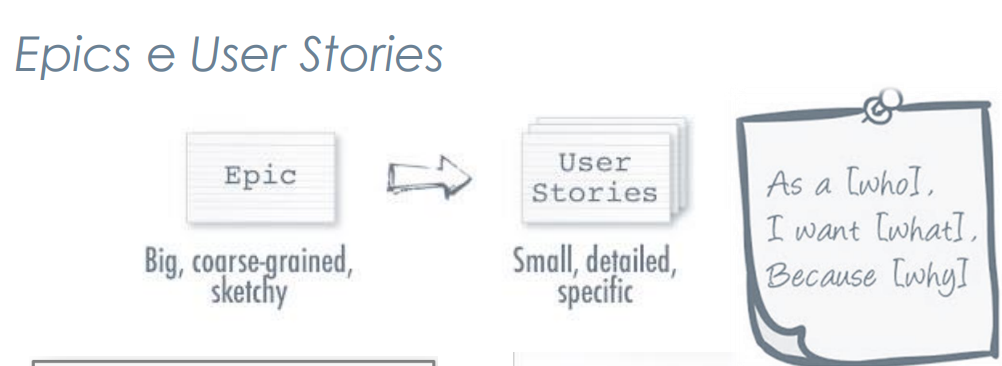 Epics e User Stories
Epic
Big, coarse-grained,
sketchy
User
Stories
Small, detailed,
specific
As a [who],
I want [what],
Because [why]